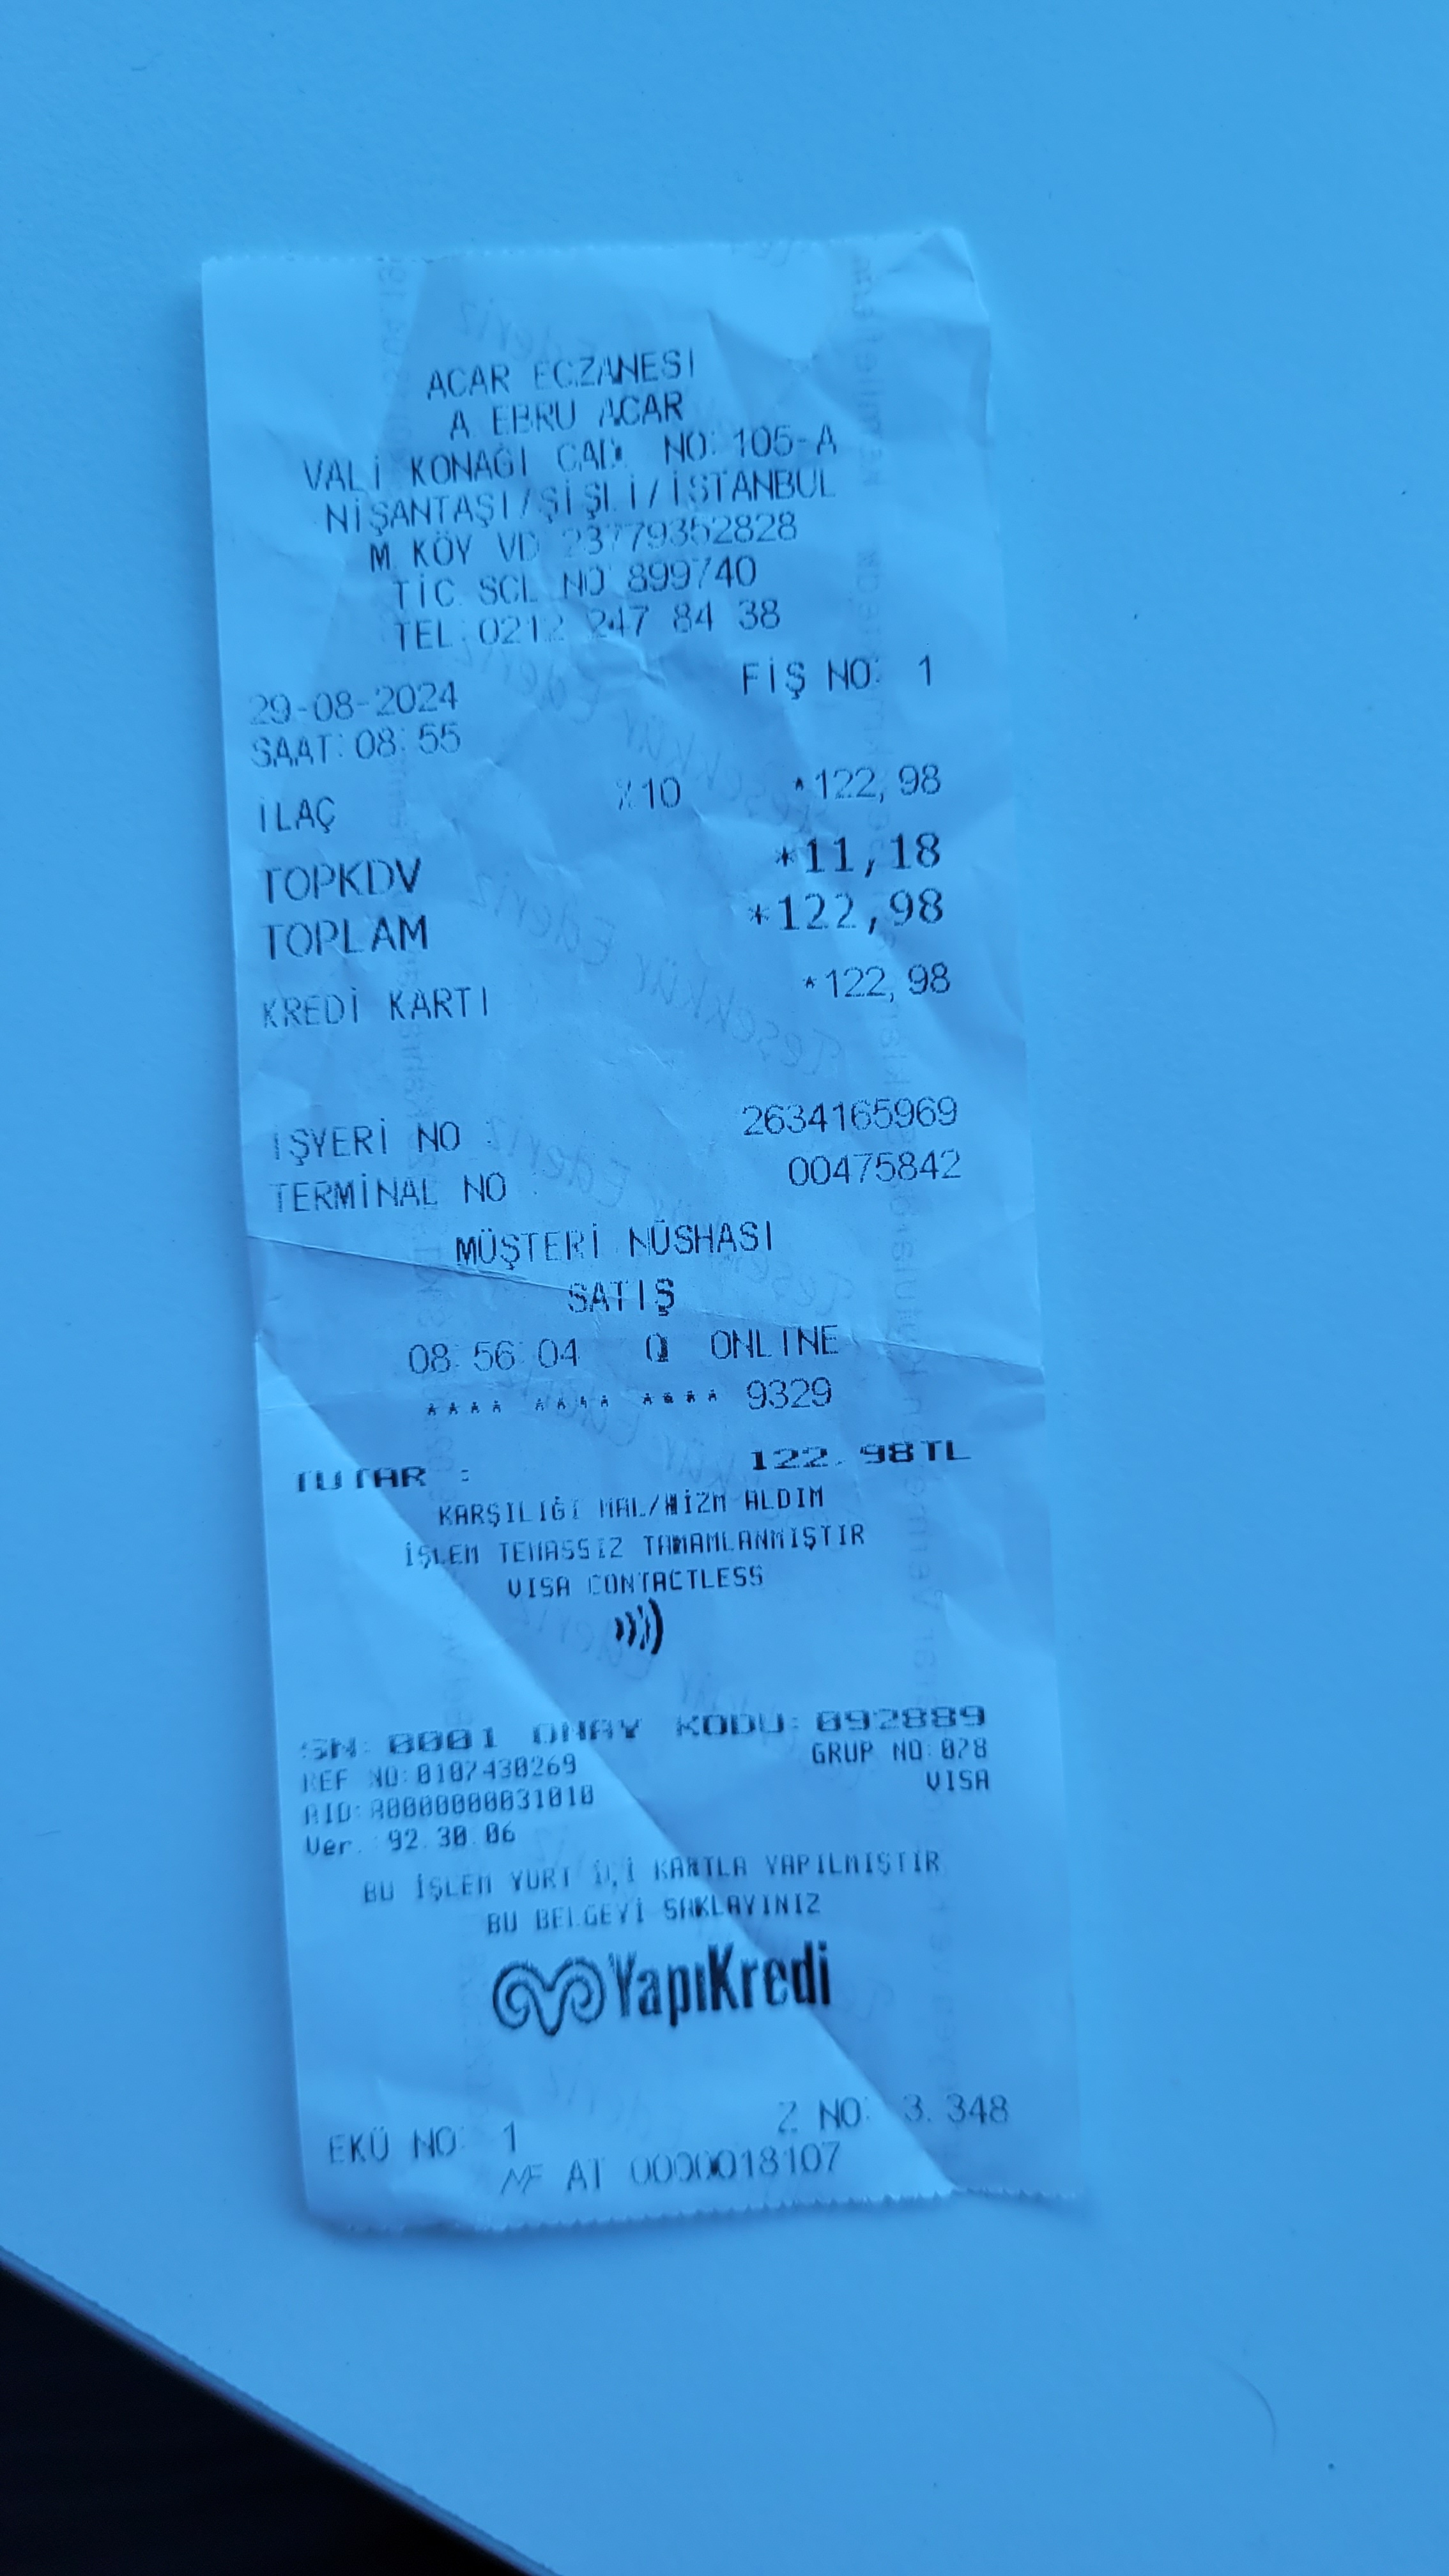 ACAR ECZANESİ
A EBRU ACAR
VALİ KONAĞI CAD. NO: 105-A
NİŞANTAŞI/ŞİŞLİ/İSTANBUL
M.KÖY VD 23779352828
TİC. SCL NO 899740
TEL: 0212 247 84 38
29-08-2024 FİŞ NO: 1
SAAT: 08:55
İLAÇ %10 *122,98
TOPKDV *11,18
TOPLAM *122,98
KREDİ KARTI *122,98
İŞYERİ NO : 2634165969
TERMİNAL NO : 00475842
MÜŞTERİ NÜSHASI
SATIŞ
08:56:04 Q ONLINE
**** **** **** 9329
TUTAR : 122.98TL
KARŞILIĞI MAL/HİZM ALDIM
İŞLEM TEMASSIZ TAMAMLANMIŞTIR
VISA CONTACTLESS
SN: 0001 ONAY KODU: 092889
REF NO:0107430269 GRUP NO:078
AID:A0000000031010 VISA
Ver. : 92.30.06
BU İŞLEM YURT İÇİ KARTLA YAPILMIŞTIR
BU BELGEYİ SAKLAYINIZ
YapıKredi
EKÜ NO: 1 Z NO: 3.348
MF AT 0000018107